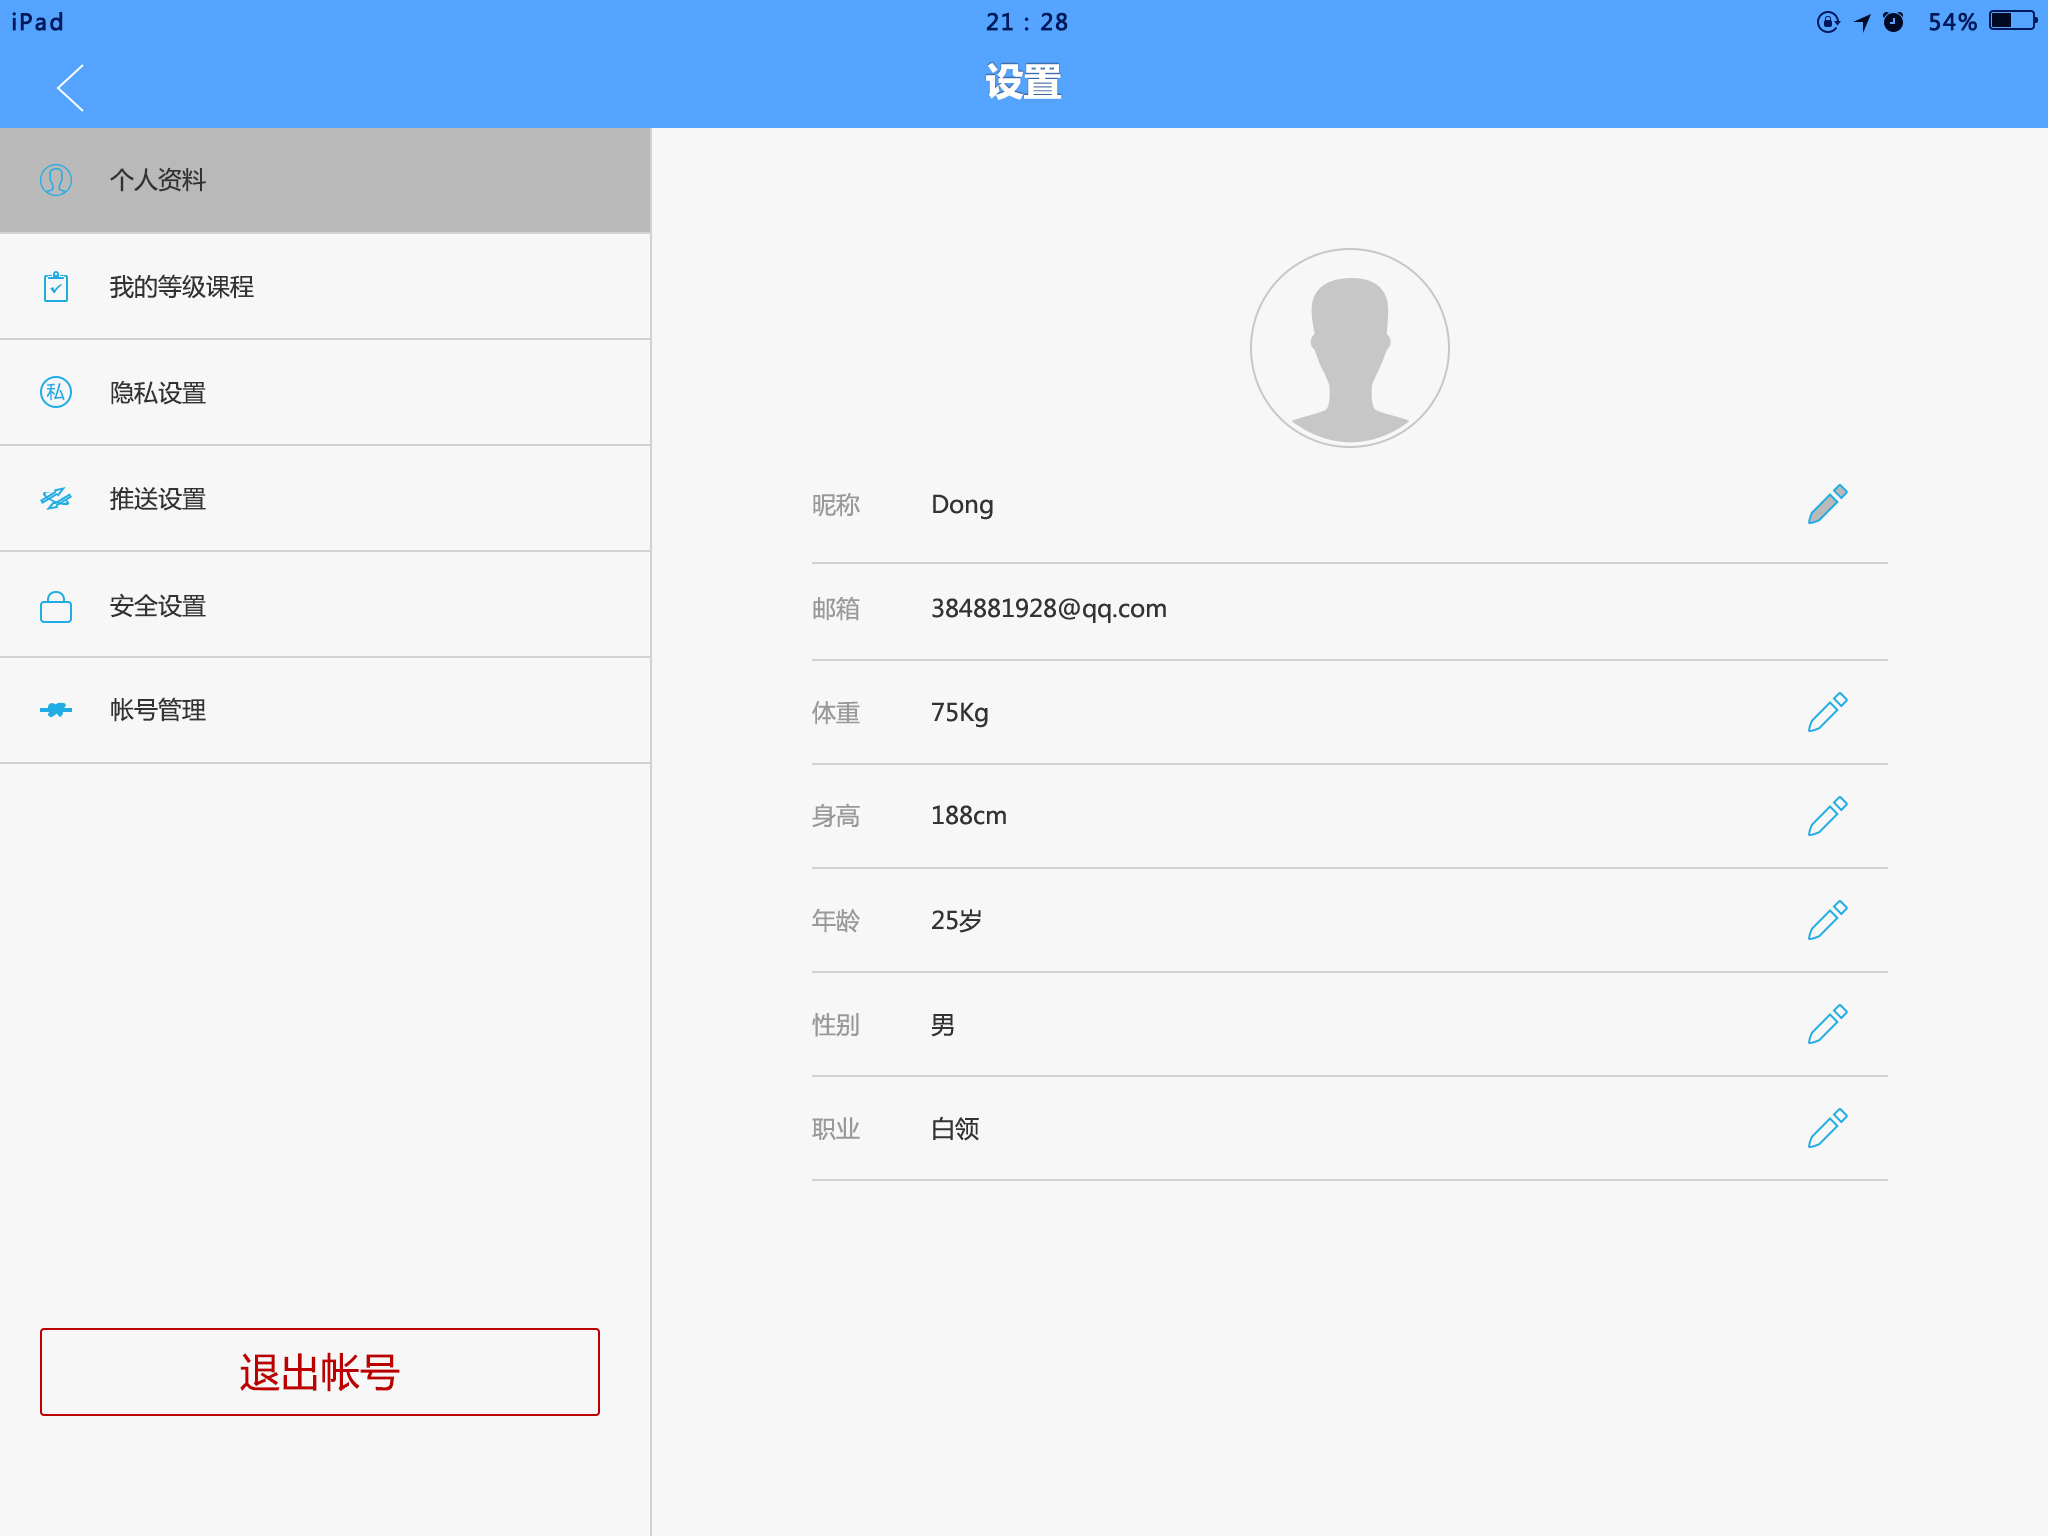 iPad
21 : 28
54%
设置
个人资料
我的等级课程
私
隐私设置
推送设置
安全设置
帐号管理
退出帐号
昵称 Dong
邮箱 384881928@qq.com
体重 75Kg
身高 188cm
年龄 25岁
性别 男
职业 白领